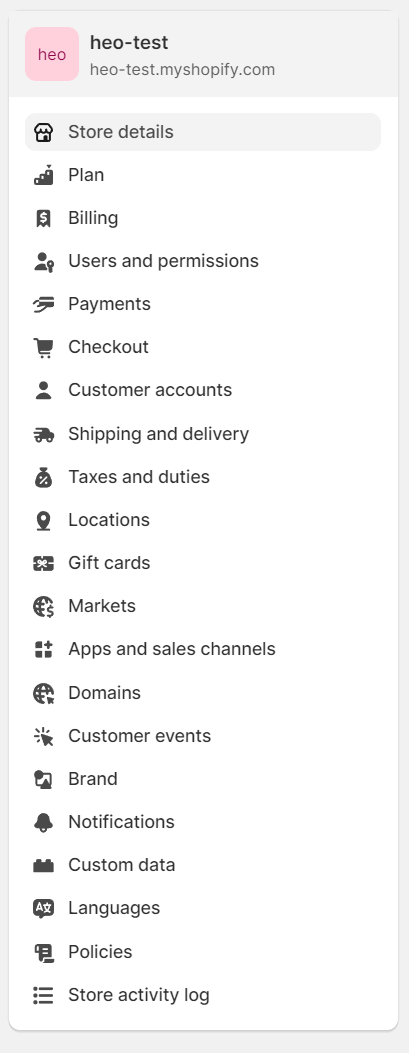 heo
heo-test
heo-test.myshopify.com
Store details
Plan
Billing
Users and permissions
Payments
Checkout
Customer accounts
Shipping and delivery
Taxes and duties
Locations
Gift cards
Markets
Apps and sales channels
Domains
Customer events
Brand
Notifications
Custom data
Languages
Policies
Store activity log